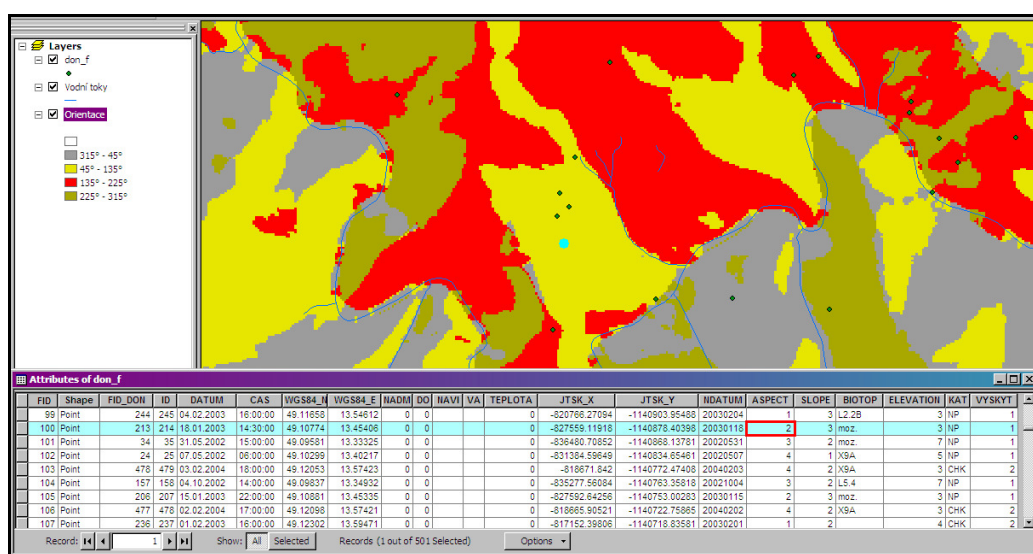 Layers
don_f
Vodní toky
Orientace
315° - 45°
45° - 135°
135° - 225°
225° - 315°
Attributes of don_f
FID Shape FID_DON ID DATUM CAS WGS84_N WGS84_E NADM DO NAVI VA TEPLOTA JTSK_X JTSK_Y NDATUM ASPECT SLOPE BIOTOP ELEVATION KAT VYSKYT
99 Point 244 245 04.02.2003 16:00:00 49.11658 13.54612 0 0 0 -820766.27094 -1140903.95488 20030204 1 3 L2.2B 3 NP 1
100 Point 213 214 18.01.2003 14:30:00 49.10774 13.45406 0 0 0 -827559.11918 -1140878.40398 20030118 2 3 moz. 3 NP 1
101 Point 34 35 31.05.2002 15:00:00 49.09581 13.33325 0 0 0 -836480.70852 -1140868.13781 20020531 3 2 moz. 7 NP 1
102 Point 24 25 07.05.2002 06:00:00 49.10299 13.40217 0 0 0 -831384.59649 -1140834.65461 20020507 4 1 X9A 5 NP 1
103 Point 478 479 03.02.2004 18:00:00 49.12053 13.57423 0 0 0 -818671.842 -1140772.47408 20040203 4 2 X9A 3 CHK 2
104 Point 157 158 04.10.2002 14:00:00 49.09837 13.34932 0 0 0 -835277.56084 -1140763.35818 20021004 3 2 L5.4 7 NP 1
105 Point 206 207 15.01.2003 22:00:00 49.10881 13.45335 0 0 0 -827592.64256 -1140753.00283 20030115 2 3 moz. 3 NP 1
106 Point 477 478 02.02.2004 17:00:00 49.12098 13.57421 0 0 0 -818665.90521 -1140722.75865 20040202 4 2 X9A 3 CHK 2
107 Point 236 237 01.02.2003 16:00:00 49.12302 13.59471 0 0 0 -817152.39806 -1140718.83581 20030201 1 2 4 CHK 2
Record: 1 Show: All Selected Records (1 out of 501 Selected) Options